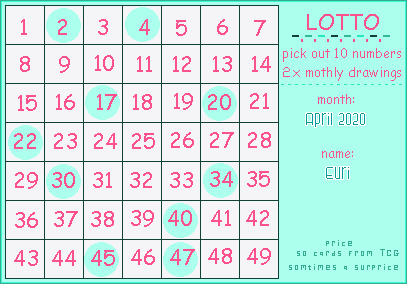 1 2 3 4 5 6 7
8 9 10 11 12 13 14
15 16 17 18 19 20 21
22 23 24 25 26 27 28
29 30 31 32 33 34 35
36 37 38 39 40 41 42
43 44 45 46 47 48 49
LOTTO
pick out 10 numbers
2x mothly drawings
month:
April 2020
name:
Euri
price
50 cards from TCG
somtimes a surprice